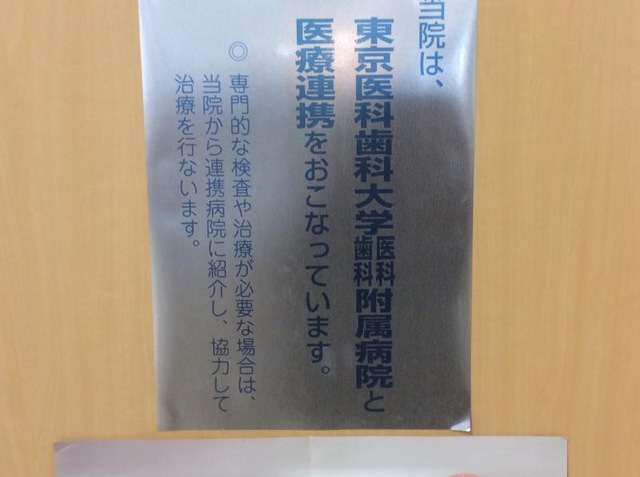 当院は、
東京医科歯科大学医科歯科附属病院と
医療連携をおこなっています。
◎ 専門的な検査や治療が必要な場合は、
当院から連携病院に紹介し、協力して
治療を行ないます。